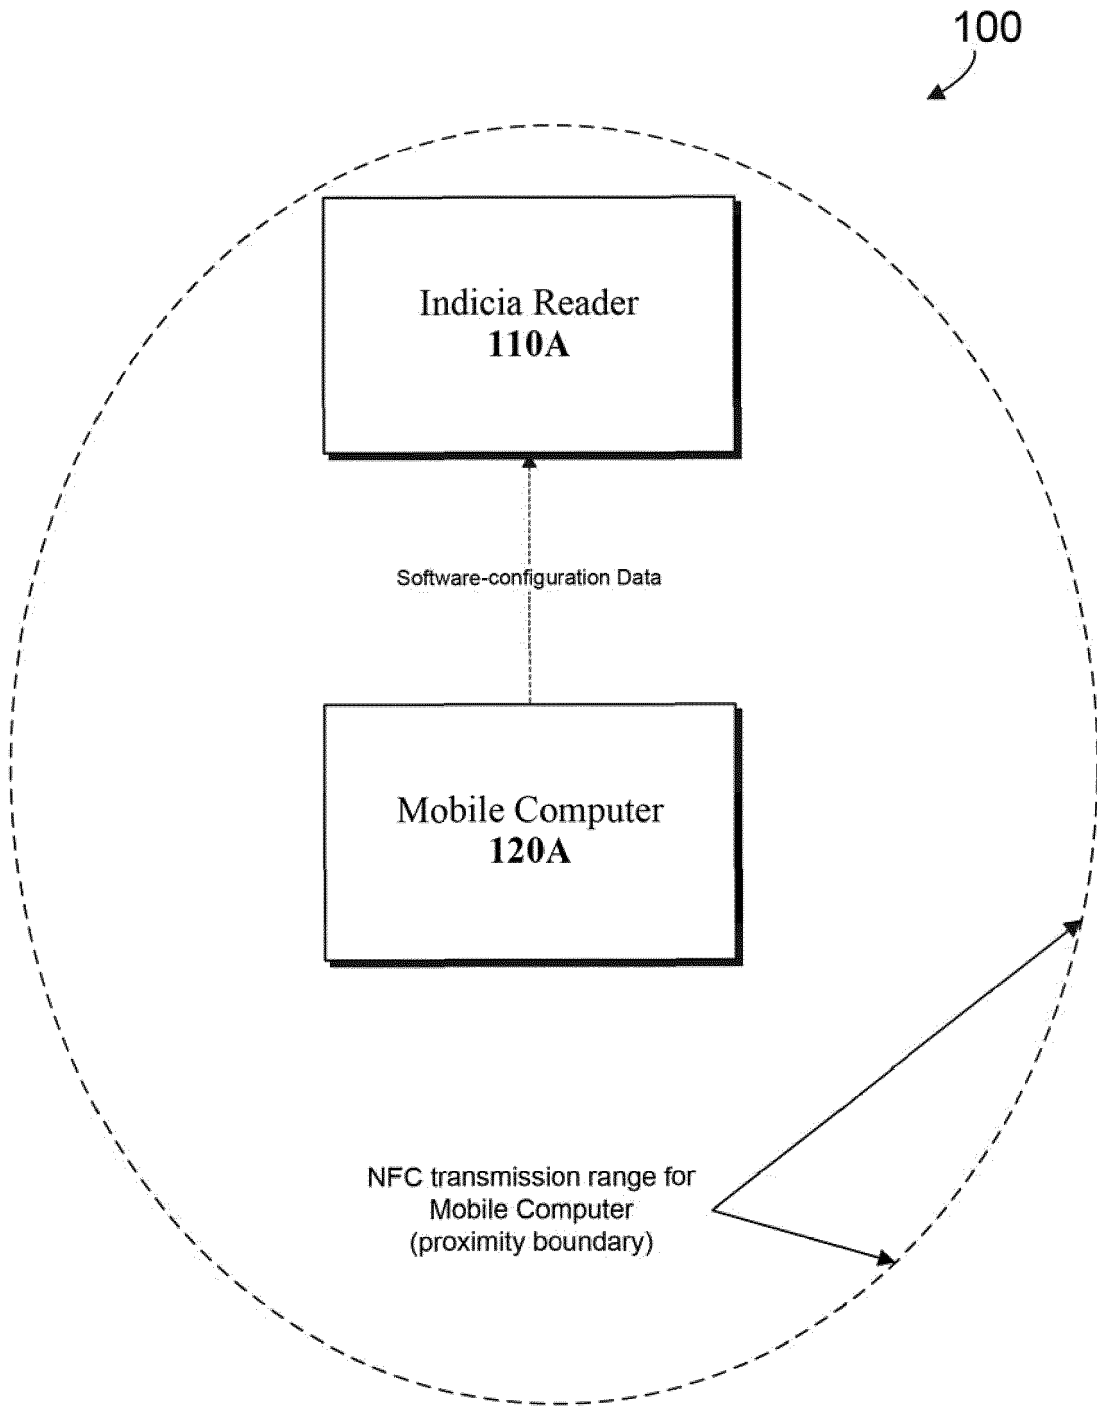 100
Indicia Reader
110A
Software-configuration Data
Mobile Computer
120A
NFC transmission range for
Mobile Computer
(proximity boundary)